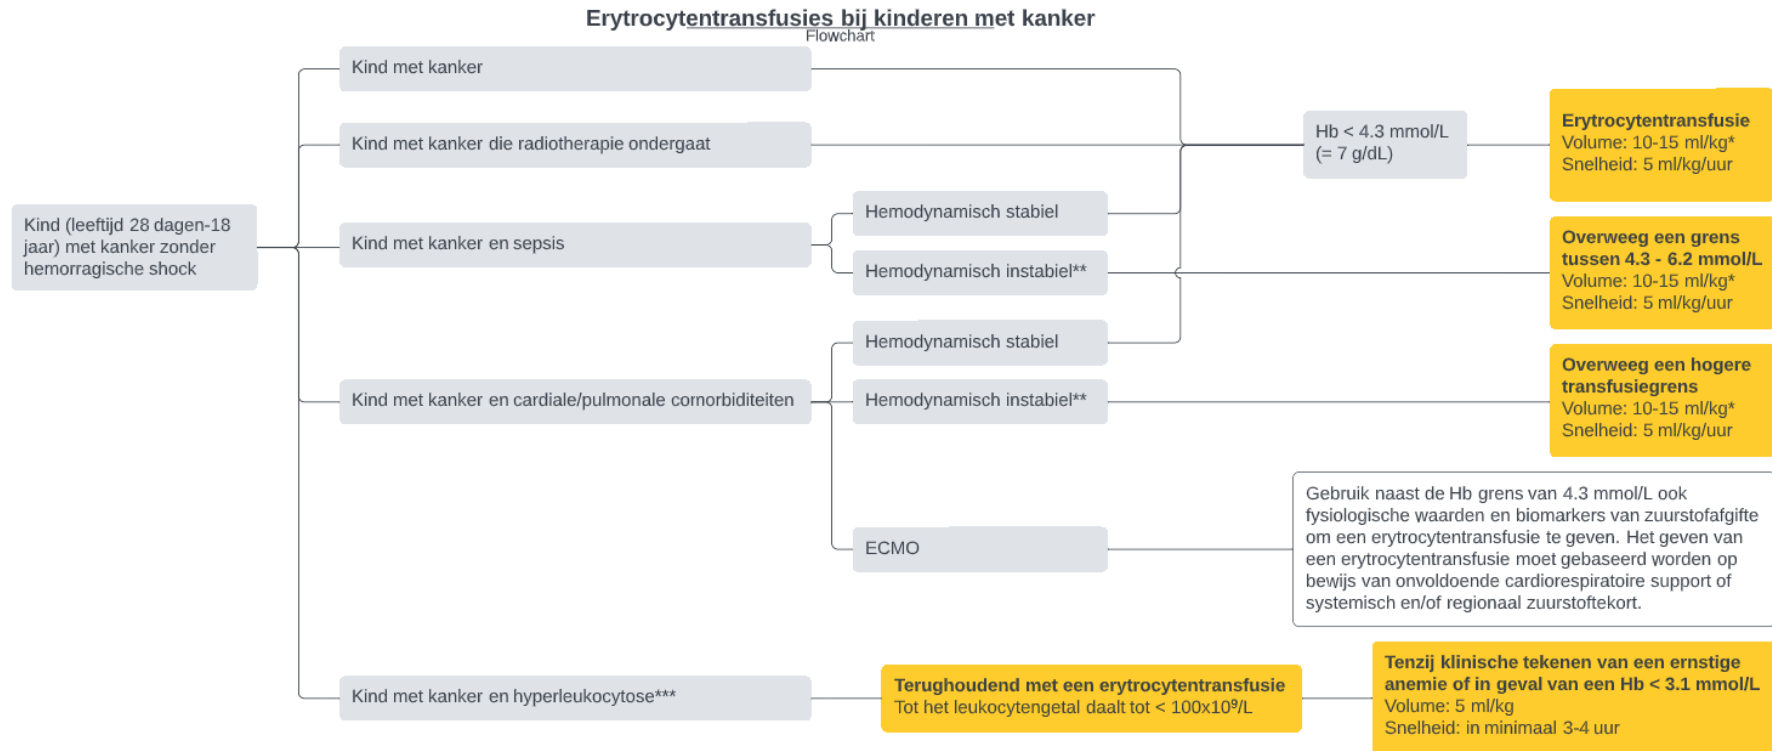 Erytrocytentransfusies bij kinderen met kanker
Flowchart
Kind (leeftijd 28 dagen-18
jaar) met kanker zonder
hemorragische shock
Kind met kanker
Kind met kanker die radiotherapie ondergaat
Hb < 4.3 mmol/L
(= 7 g/dL)
Erytrocytentransfusie
Volume: 10-15 ml/kg*
Snelheid: 5 ml/kg/uur
Kind met kanker en sepsis
Hemodynamisch stabiel
Hemodynamisch instabiel**
Overweeg een grens
tussen 4.3 - 6.2 mmol/L
Volume: 10-15 ml/kg*
Snelheid: 5 ml/kg/uur
Kind met kanker en cardiale/pulmonale cornorbiditeiten
Hemodynamisch stabiel
Hemodynamisch instabiel**
Overweeg een hogere
transfusiegrens
Volume: 10-15 ml/kg*
Snelheid: 5 ml/kg/uur
ECMO
Gebruik naast de Hb grens van 4.3 mmol/L ook
fysiologische waarden en biomarkers van zuurstofafgifte
om een erytrocytentransfusie te geven. Het geven van
een erytrocytentransfusie moet gebaseerd worden op
bewijs van onvoldoende cardiorespiratoire support of
systemisch en/of regionaal zuurstoftekort.
Kind met kanker en hyperleukocytose***
Terughoudend met een erytrocytentransfusie
Tot het leukocytengetal daalt tot < 100x10⁹/L
Tenzij klinische tekenen van een ernstige
anemie of in geval van een Hb < 3.1 mmol/L
Volume: 5 ml/kg
Snelheid: in minimaal 3-4 uur